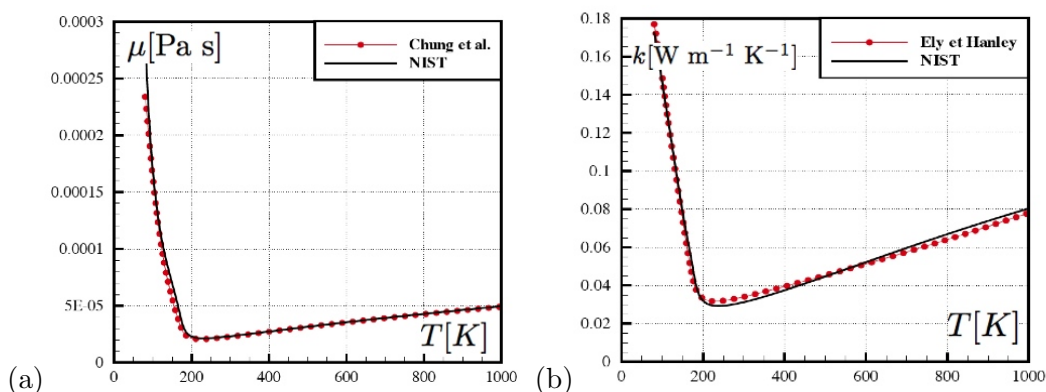 0.0003
0.00025
0.0002
0.00015
0.0001
5E-05
0
μ[Pa s]
Chung et al.
NIST
T[K]
0 200 400 600 800 1000
(a)
0.18
0.16
0.14
0.12
0.1
0.08
0.06
0.04
0.02
0
k[W m⁻¹ K⁻¹]
Ely et Hanley
NIST
T[K]
0 200 400 600 800 1000
(b)